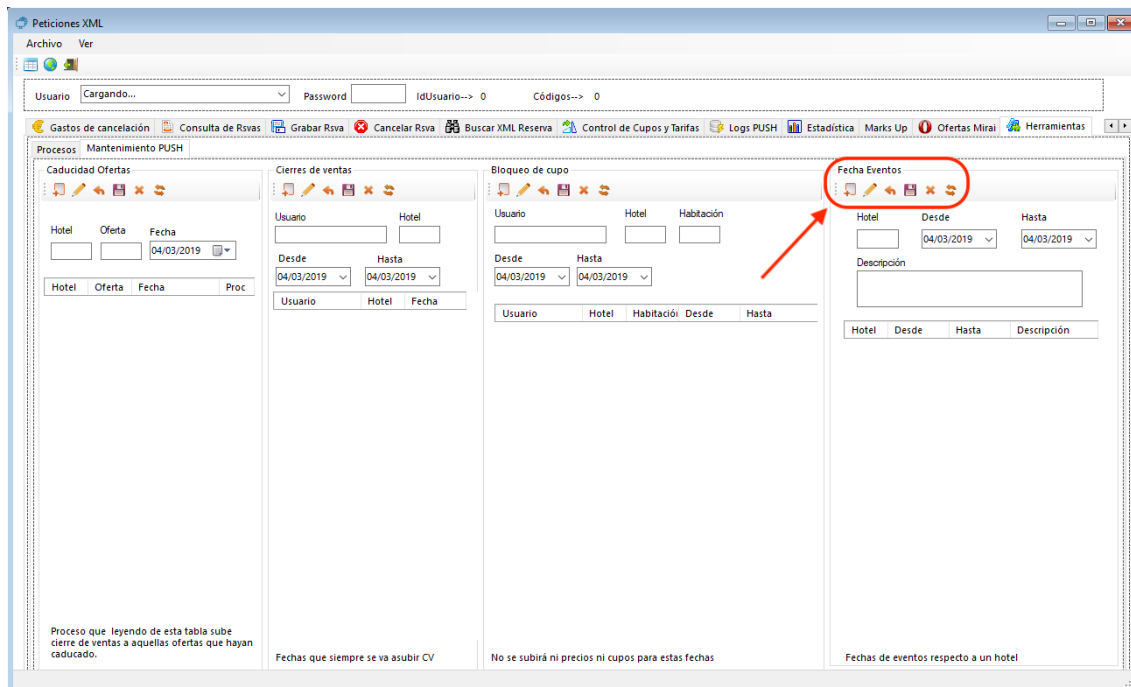 Peticiones XML
Archivo Ver
Usuario Cargando... Password IdUsuario--> 0 Códigos--> 0
Gastos de cancelación Consulta de Rsvas Grabar Rsva Cancelar Rsva Buscar XML Reserva Control de Cupos y Tarifas Logs PUSH Estadística Marks Up Ofertas Mirai Herramientas
Procesos Mantenimiento PUSH
Caducidad Ofertas
Hotel Oferta Fecha
04/03/2019
Hotel Oferta Fecha Proc
Proceso que leyendo de esta tabla sube
cierre de ventas a aquellas ofertas que hayan
caducado.
Cierres de ventas
Usuario Hotel
Desde Hasta
04/03/2019 04/03/2019
Usuario Hotel Fecha
Fechas que siempre se va asubir CV
Bloqueo de cupo
Usuario Hotel Habitación
Desde Hasta
04/03/2019 04/03/2019
Usuario Hotel Habitación Desde Hasta
No se subirá ni precios ni cupos para estas fechas
Fecha Eventos
Hotel Desde Hasta
04/03/2019 04/03/2019
Descripción
Hotel Desde Hasta Descripción
Fechas de eventos respecto a un hotel